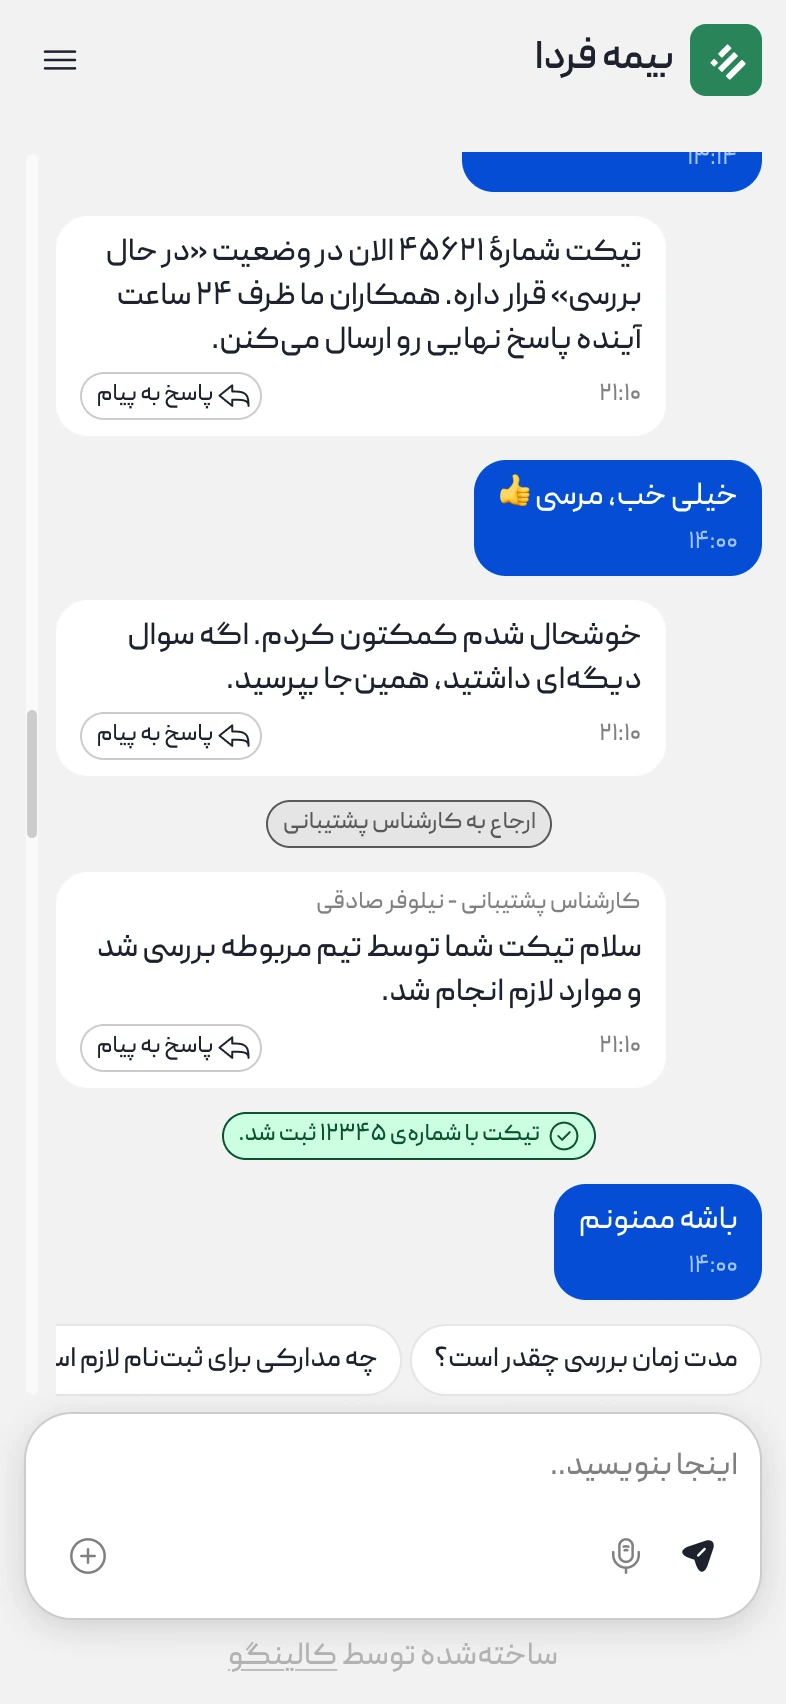 بیمه فردا
۱۳:۱۴
تیکت شمارهٔ ۴۵۶۲۱ الان در وضعیت «در حال
بررسی» قرار داره. همکاران ما ظرف ۲۴ ساعت
آینده پاسخ نهایی رو ارسال می‌کنن.
۲۱:۱۰
پاسخ به پیام
خیلی خب، مرسی👍
۱۴:۰۰
خوشحال شدم کمکتون کردم. اگه سوال
دیگه‌ای داشتید، همین‌جا بپرسید.
۲۱:۱۰
پاسخ به پیام
ارجاع به کارشناس پشتیبانی
کارشناس پشتیبانی - نیلوفر صادقی
سلام تیکت شما توسط تیم مربوطه بررسی شد
و موارد لازم انجام شد.
۲۱:۱۰
پاسخ به پیام
تیکت با شماره‌ی ۱۲۳۴۵ ثبت شد.
باشه ممنونم
۱۴:۰۰
مدت زمان بررسی چقدر است؟
چه مدارکی برای ثبت‌نام لازم اس
اینجا بنویسید..
ساخته‌شده توسط کالینگو